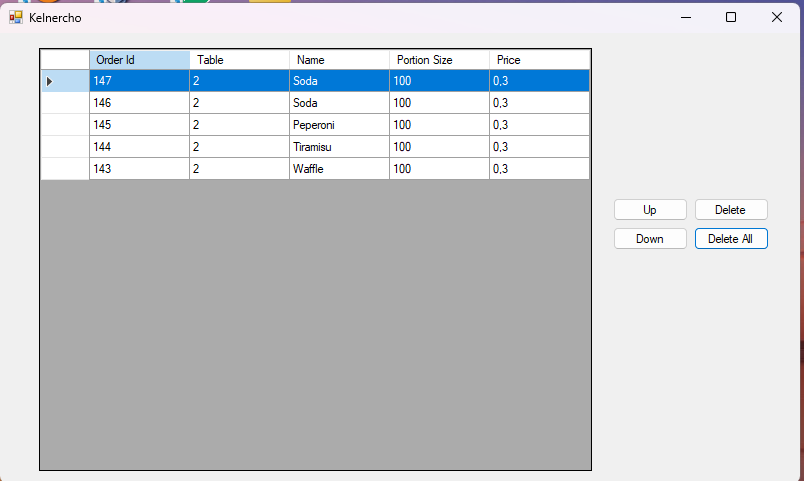 Kelnercho
Order Id Table Name Portion Size Price
147 2 Soda 100 0,3
146 2 Soda 100 0,3
145 2 Peperoni 100 0,3
144 2 Tiramisu 100 0,3
143 2 Waffle 100 0,3
Up Delete
Down Delete All